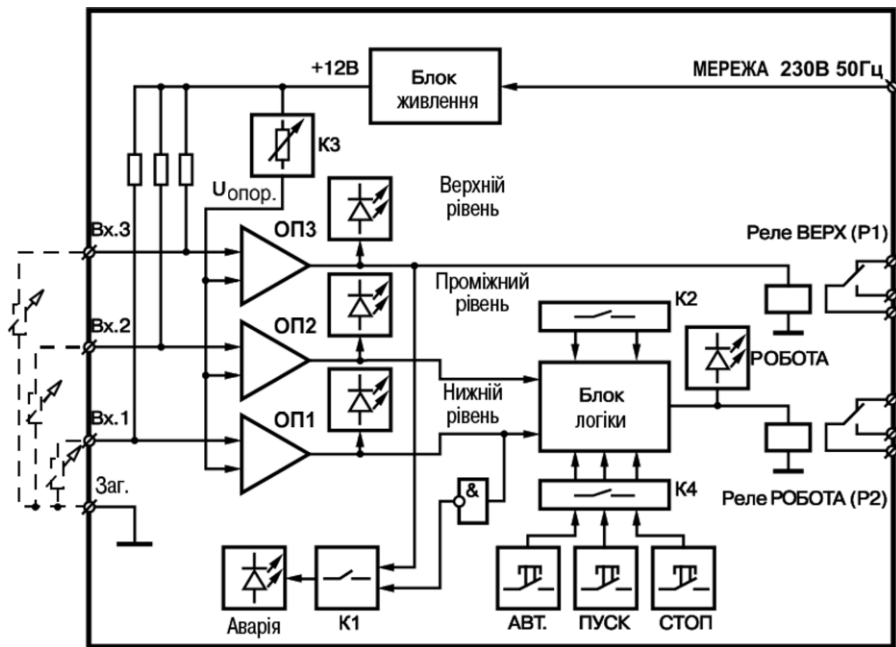 +12В
Блок
живлення
МЕРЕЖА 230В 50Гц
К3
Uопор.
Верхній
рівень
Вх.3
ОП3
Реле ВЕРХ (Р1)
Проміжний
рівень
К2
Вх.2
ОП2
РОБОТА
Нижній
рівень
Блок
логіки
Вх.1
ОП1
Заг.
&
К4
Реле РОБОТА (Р2)
Аварія
К1
АВТ.
ПУСК
СТОП